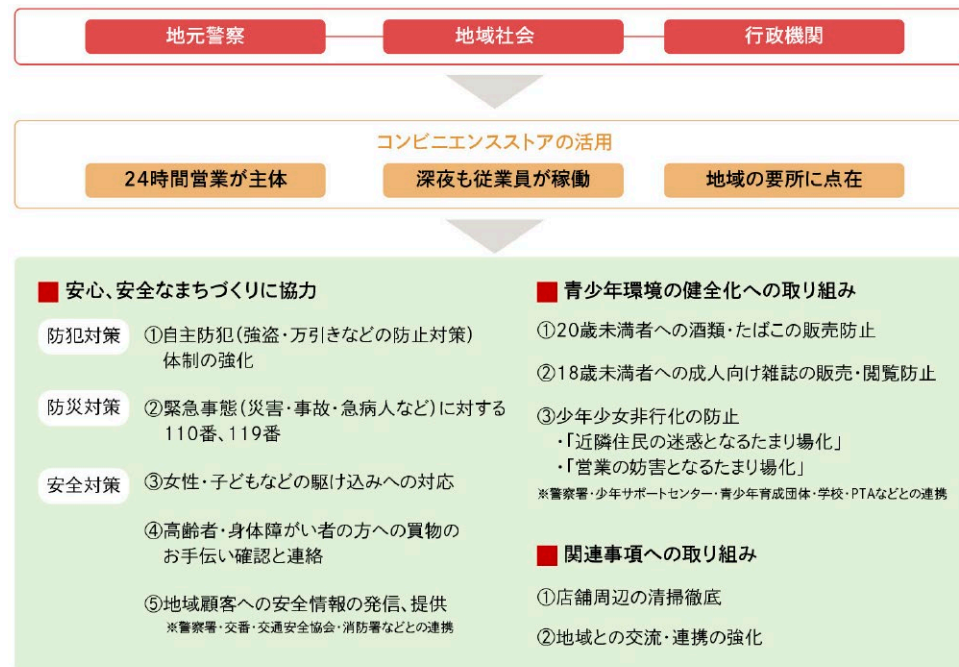 地元警察
地域社会
行政機関
コンビニエンスストアの活用
24時間営業が主体
深夜も従業員が稼働
地域の要所に点在
■ 安心、安全なまちづくりに協力
防犯対策
①自主防犯(強盗・万引きなどの防止対策)
体制の強化
防災対策
②緊急事態(災害・事故・急病人など)に対する
110番、119番
安全対策
③女性・子どもなどの駆け込みへの対応
④高齢者・身体障がい者の方への買物の
お手伝い確認と連絡
⑤地域顧客への安全情報の発信、提供
※警察署・交番・交通安全協会・消防署などとの連携
■ 青少年環境の健全化への取り組み
①20歳未満者への酒類・たばこの販売防止
②18歳未満者への成人向け雑誌の販売・閲覧防止
③少年少女非行化の防止
・「近隣住民の迷惑となるたまり場化」
・「営業の妨害となるたまり場化」
※警察署・少年サポートセンター・青少年育成団体・学校・PTAなどとの連携
■ 関連事項への取り組み
①店舗周辺の清掃徹底
②地域との交流・連携の強化